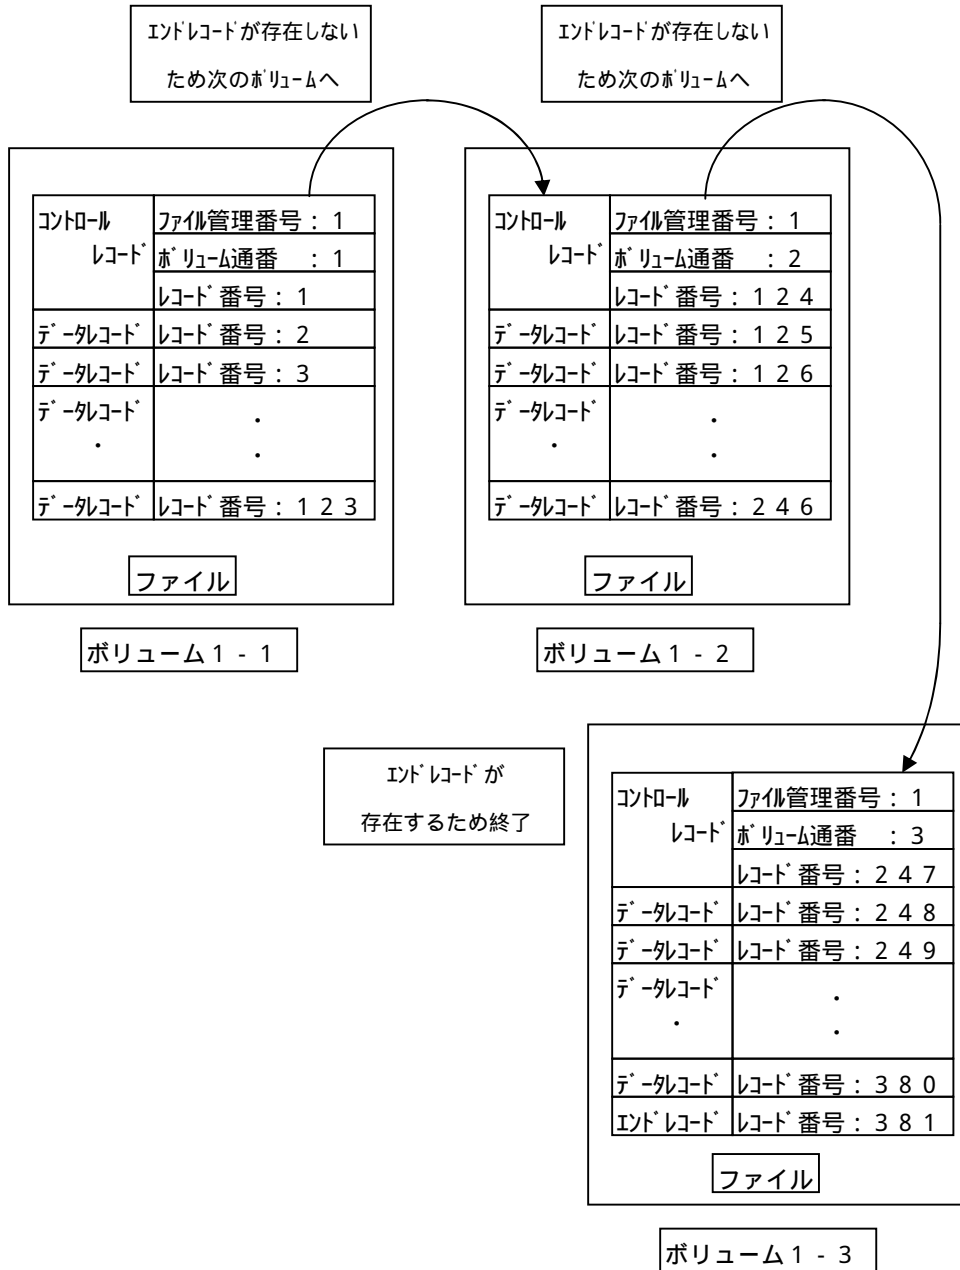 ｴﾝﾄﾞﾚｺｰﾄﾞが存在しない
ため次のﾎﾞﾘｭｰﾑへ
ｴﾝﾄﾞﾚｺｰﾄﾞが存在しない
ため次のﾎﾞﾘｭｰﾑへ
ｺﾝﾄﾛｰﾙ
ﾚｺｰﾄﾞ
ﾌｧｲﾙ管理番号：１
ﾎﾞﾘｭｰﾑ通番　：１
ﾚｺｰﾄﾞ番号：１
ﾃﾞｰﾀﾚｺｰﾄﾞ ﾚｺｰﾄﾞ番号：２
ﾃﾞｰﾀﾚｺｰﾄﾞ ﾚｺｰﾄﾞ番号：３
ﾃﾞｰﾀﾚｺｰﾄﾞ ・
・ ・
ﾃﾞｰﾀﾚｺｰﾄﾞ ﾚｺｰﾄﾞ番号：１２３
ファイル
ボリューム１-１
ｺﾝﾄﾛｰﾙ
ﾚｺｰﾄﾞ
ﾌｧｲﾙ管理番号：１
ﾎﾞﾘｭｰﾑ通番　：２
ﾚｺｰﾄﾞ番号：１２４
ﾃﾞｰﾀﾚｺｰﾄﾞ ﾚｺｰﾄﾞ番号：１２５
ﾃﾞｰﾀﾚｺｰﾄﾞ ﾚｺｰﾄﾞ番号：１２６
ﾃﾞｰﾀﾚｺｰﾄﾞ ・
・ ・
ﾃﾞｰﾀﾚｺｰﾄﾞ ﾚｺｰﾄﾞ番号：２４６
ファイル
ボリューム１-２
ｴﾝﾄﾞﾚｺｰﾄﾞが
存在するため終了
ｺﾝﾄﾛｰﾙ
ﾚｺｰﾄﾞ
ﾌｧｲﾙ管理番号：１
ﾎﾞﾘｭｰﾑ通番　：３
ﾚｺｰﾄﾞ番号：２４７
ﾃﾞｰﾀﾚｺｰﾄﾞ ﾚｺｰﾄﾞ番号：２４８
ﾃﾞｰﾀﾚｺｰﾄﾞ ﾚｺｰﾄﾞ番号：２４９
ﾃﾞｰﾀﾚｺｰﾄﾞ ・
・ ・
ﾃﾞｰﾀﾚｺｰﾄﾞ ﾚｺｰﾄﾞ番号：３８０
ｴﾝﾄﾞﾚｺｰﾄﾞ ﾚｺｰﾄﾞ番号：３８１
ファイル
ボリューム１-３